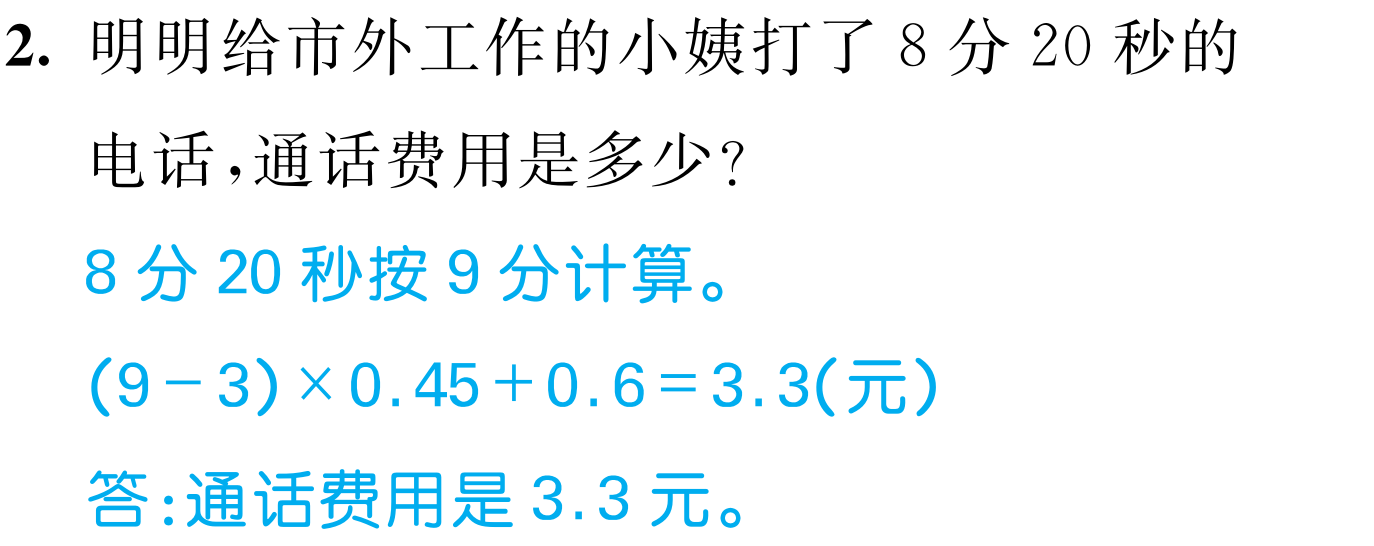 2. 明明给市外工作的小姨打了 8 分 20 秒的
电话,通话费用是多少?
8 分 20 秒按 9 分计算。
(9-3)×0.45+0.6=3.3(元)
答:通话费用是 3.3 元。